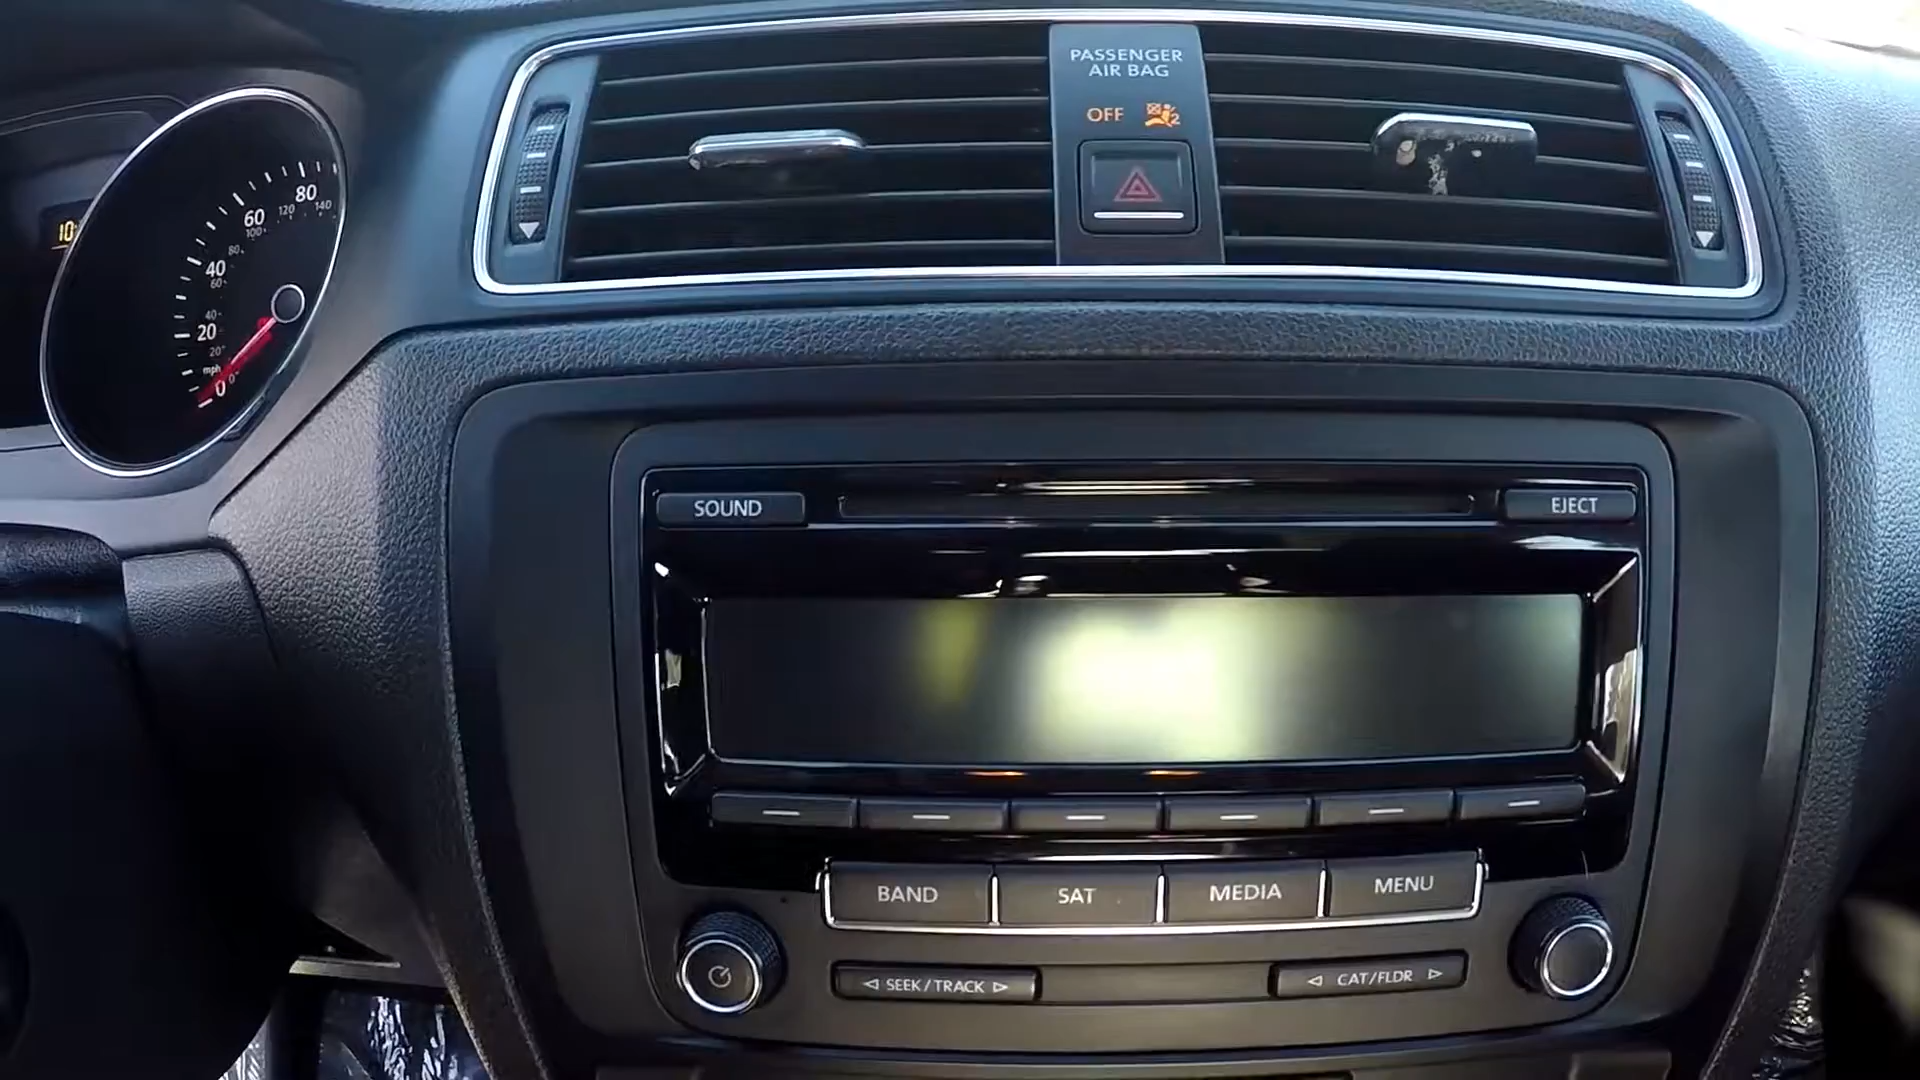 PASSENGER
AIR BAG
OFF
80
120
140
60
100
80
40
60
40
20
20
mph
0
0
SOUND
EJECT
BAND
SAT
MEDIA
MENU
SEEK / TRACK
CAT/FLDR